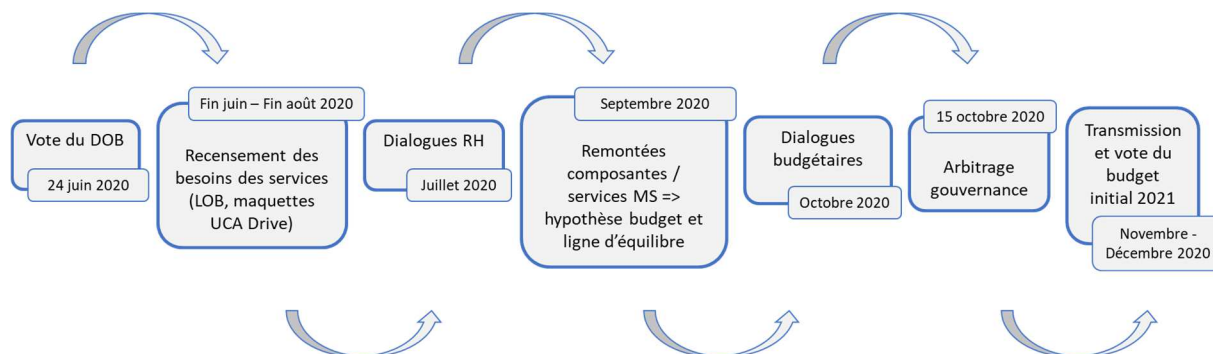 Vote du DOB
24 juin 2020
Fin juin – Fin août 2020
Recensement des
besoins des services
(LOB, maquettes
UCA Drive)
Dialogues RH
Juillet 2020
Septembre 2020
Remontées
composantes /
services MS =>
hypothèse budget et
ligne d’équilibre
Dialogues
budgétaires
Octobre 2020
15 octobre 2020
Arbitrage
gouvernance
Transmission
et vote du
budget
initial 2021
Novembre -
Décembre 2020